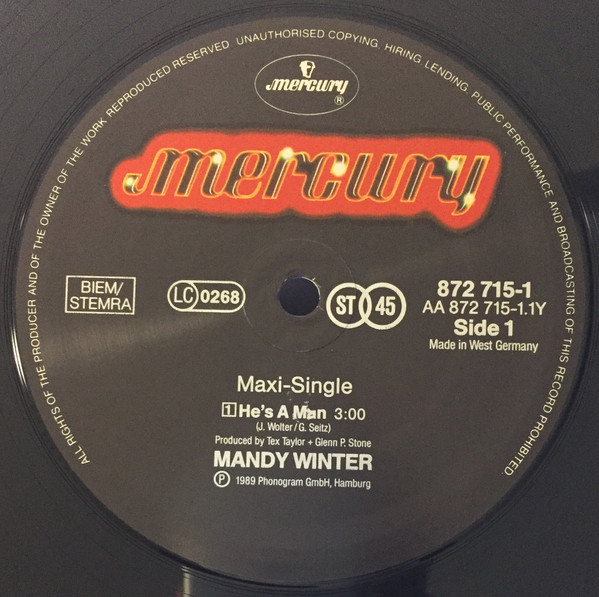 ALL RIGHTS OF THE PRODUCER AND OF THE OWNER OF THE WORK REPRODUCED RESERVED. UNAUTHORISED COPYING, HIRING, LENDING, PUBLIC PERFORMANCE AND BROADCASTING OF THIS RECORD PROHIBITED.
mercury
®
mercury
BIEM/
STEMRA
LC 0268
ST 45
872 715-1
AA 872 715-1.1Y
Side 1
Made in West Germany
Maxi-Single
1 He's A Man 3:00
(J. Wolter/G. Seitz)
Produced by Tex Taylor + Glenn P. Stone
MANDY WINTER
℗ 1989 Phonogram GmbH, Hamburg